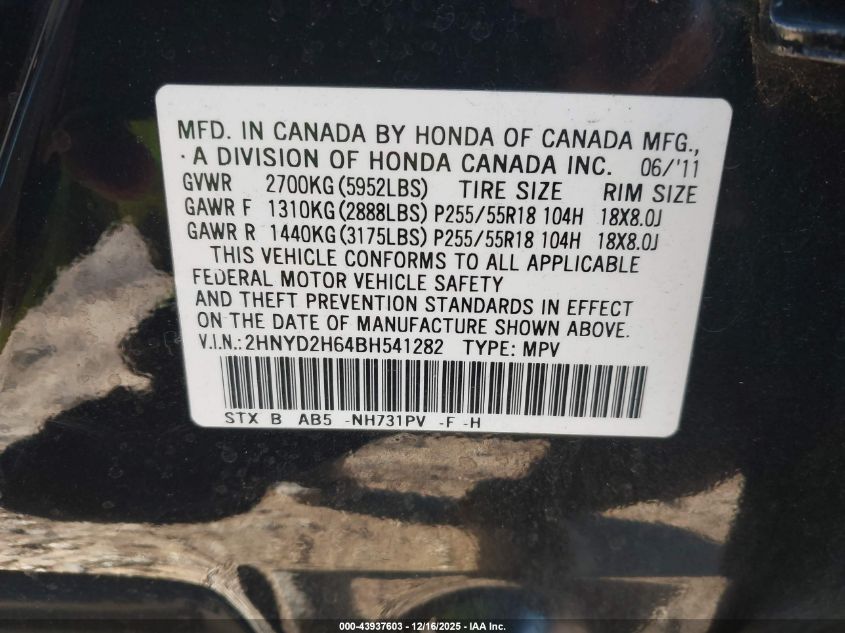 MFD. IN CANADA BY HONDA OF CANADA MFG.,
A DIVISION OF HONDA CANADA INC. 06/'11
GVWR 2700KG(5952LBS) TIRE SIZE RIM SIZE
GAWR F 1310KG(2888LBS) P255/55R18 104H 18X8.0J
GAWR R 1440KG(3175LBS) P255/55R18 104H 18X8.0J
THIS VEHICLE CONFORMS TO ALL APPLICABLE
FEDERAL MOTOR VEHICLE SAFETY
AND THEFT PREVENTION STANDARDS IN EFFECT
ON THE DATE OF MANUFACTURE SHOWN ABOVE.
V.I.N.:2HNYD2H64BH541282 TYPE: MPV
STX B AB5 -NH731PV -F -H
000-43937603 - 12/16/2025 - IAA Inc.